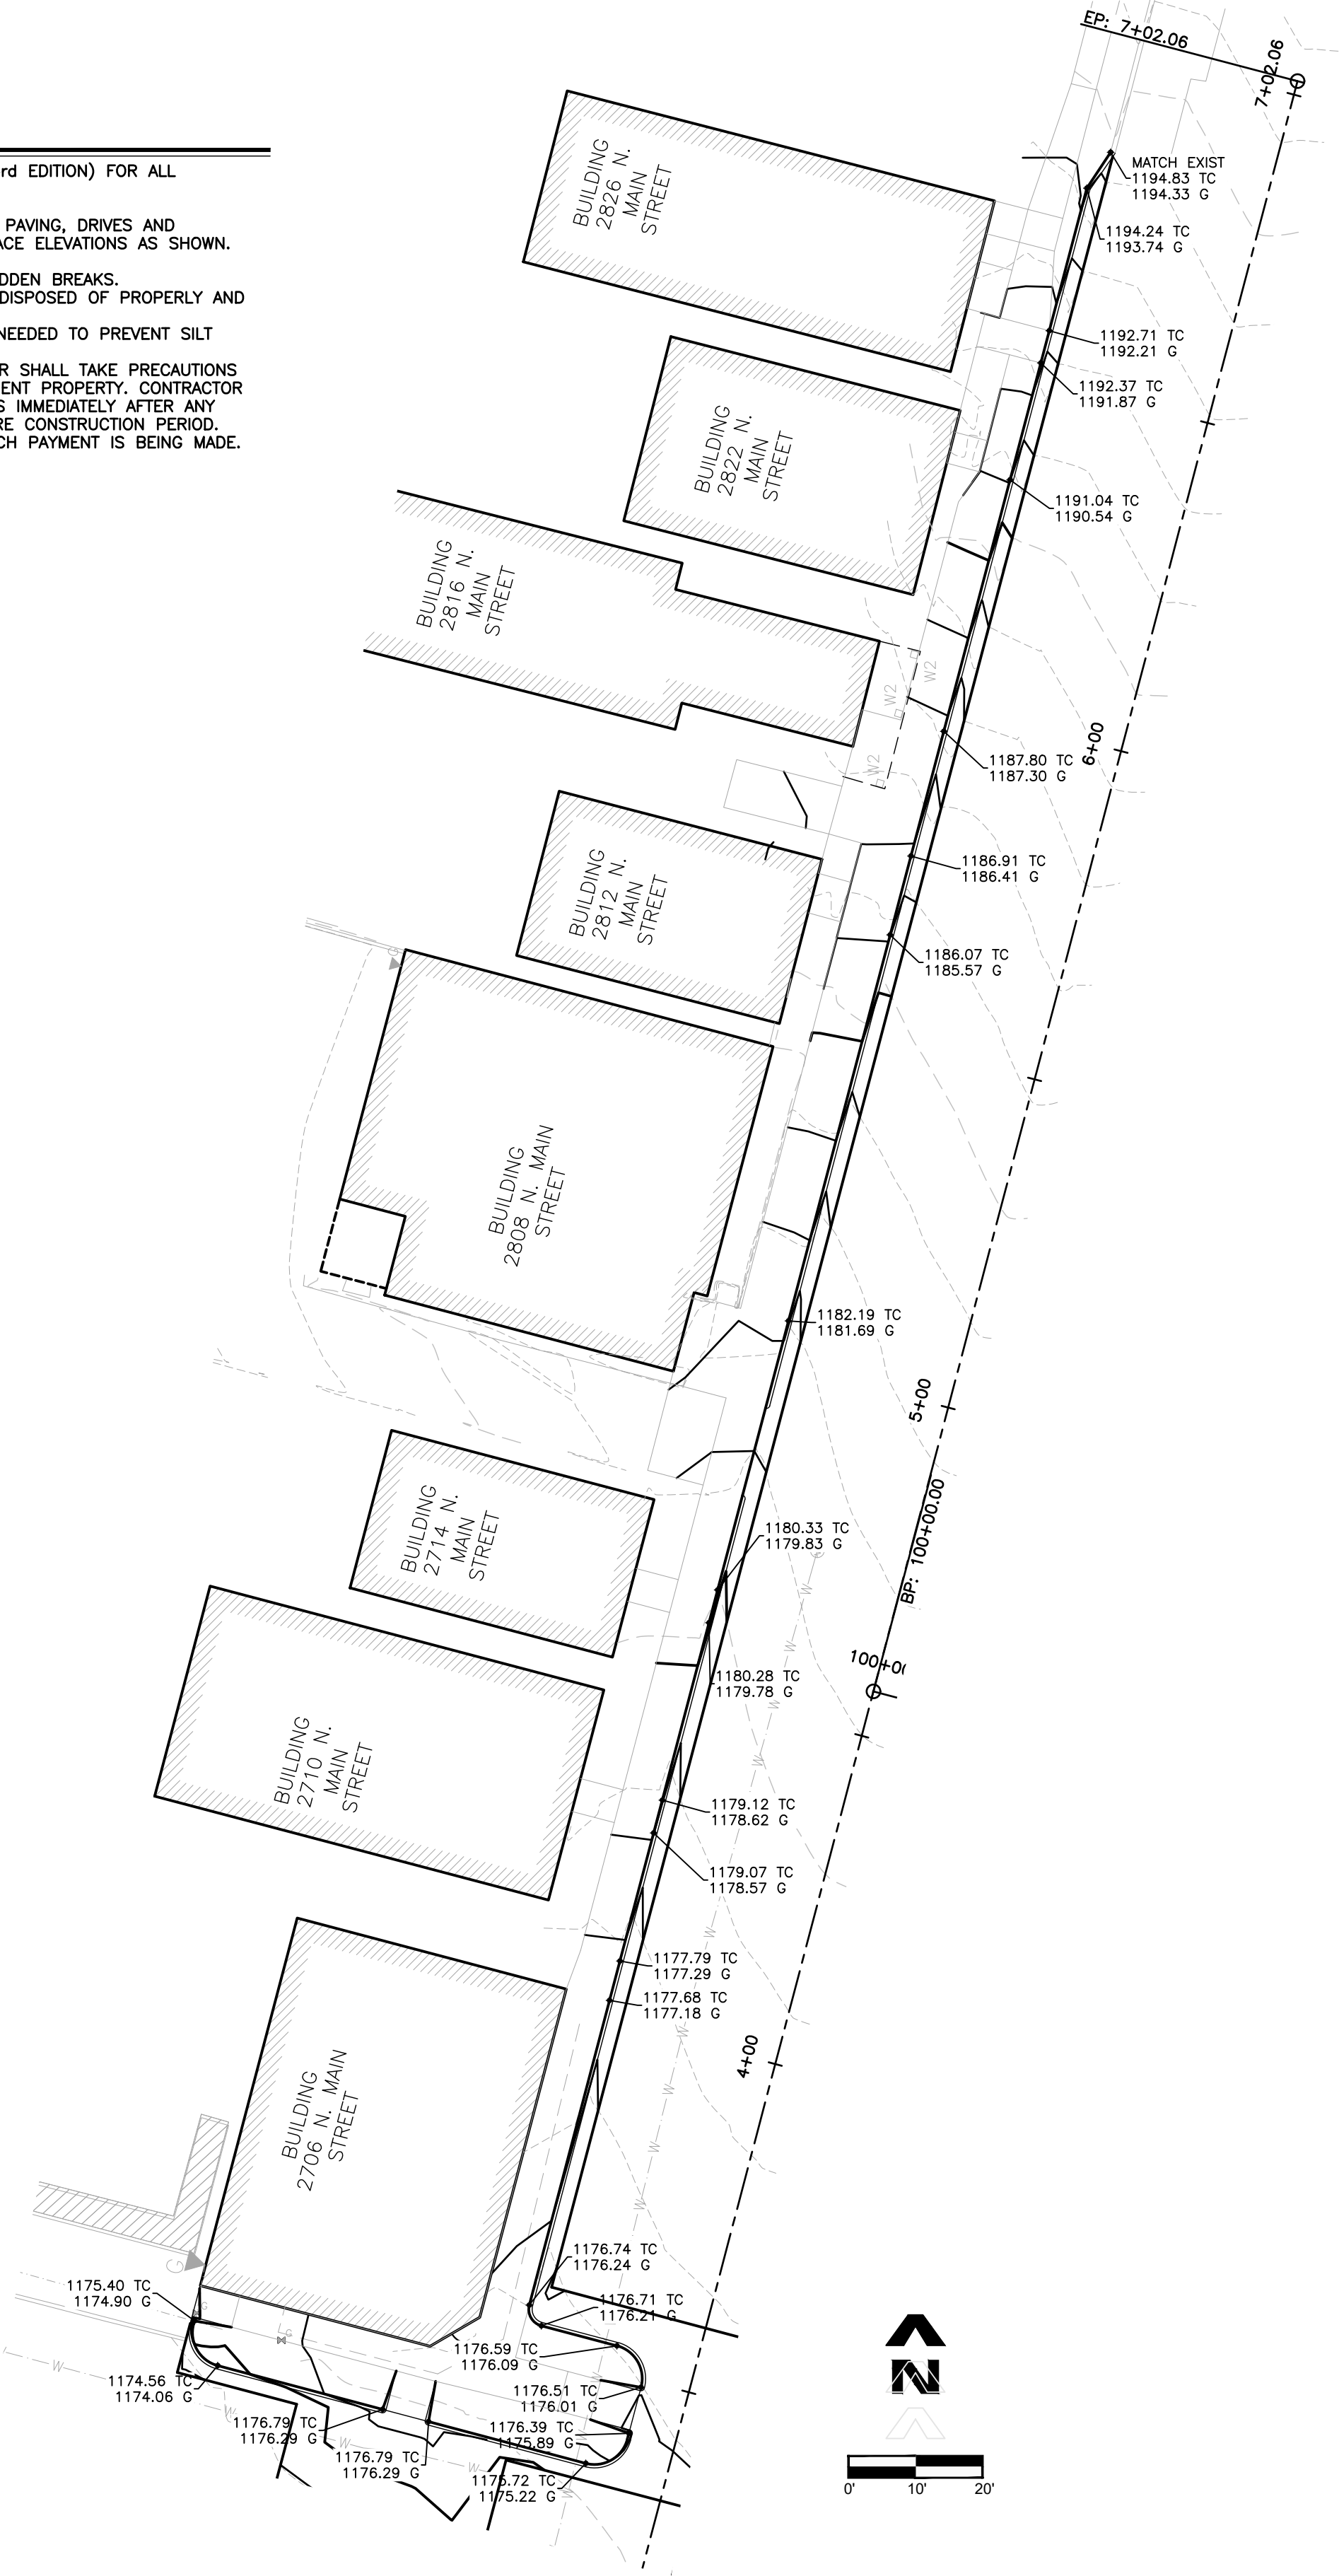 EP: 7+02.06
7+02.06
rd EDITION) FOR ALL
PAVING, DRIVES AND
ACE ELEVATIONS AS SHOWN.
DDEN BREAKS.
DISPOSED OF PROPERLY AND
NEEDED TO PREVENT SILT
R SHALL TAKE PRECAUTIONS
ENT PROPERTY. CONTRACTOR
S IMMEDIATELY AFTER ANY
RE CONSTRUCTION PERIOD.
CH PAYMENT IS BEING MADE.
BUILDING
2826 N.
MAIN
STREET
MATCH EXIST
1194.83 TC
1194.33 G
1194.24 TC
1193.74 G
1192.71 TC
1192.21 G
1192.37 TC
1191.87 G
BUILDING
2822 N.
MAIN
STREET
1191.04 TC
1190.54 G
BUILDING
2816 N.
MAIN
STREET
W2
W2
W2
6+00
1187.80 TC
1187.30 G
1186.91 TC
1186.41 G
BUILDING
2812 N.
MAIN
STREET
1186.07 TC
1185.57 G
G
BUILDING
2808 N. MAIN
STREET
1182.19 TC
1181.69 G
5+00
BP: 100+00.00
BUILDING
2714 N.
MAIN
STREET
1180.33 TC
1179.83 G
W
W
100+0
1180.28 TC
1179.78 G
W
W
BUILDING
2710 N.
MAIN
STREET
1179.12 TC
1178.62 G
W
1179.07 TC
1178.57 G
W
1177.79 TC
1177.29 G
1177.68 TC
1177.18 G
W
4+00
W
BUILDING
2706 N. MAIN
STREET
W
W
G
1176.74 TC
1176.24 G
1175.40 TC
1174.90 G
G
LG
1176.71 TC
1176.21 G
1176.59 TC
1176.09 G
W
W
1174.56 TC
1174.06 G
1176.51 TC
1176.01 G
W
1176.79 TC
1176.29 G
1176.39 TC
1175.89 G
W
1176.79 TC
1176.29 G
W
W
1175.72 TC
1175.22 G
W
N
0' 10' 20'